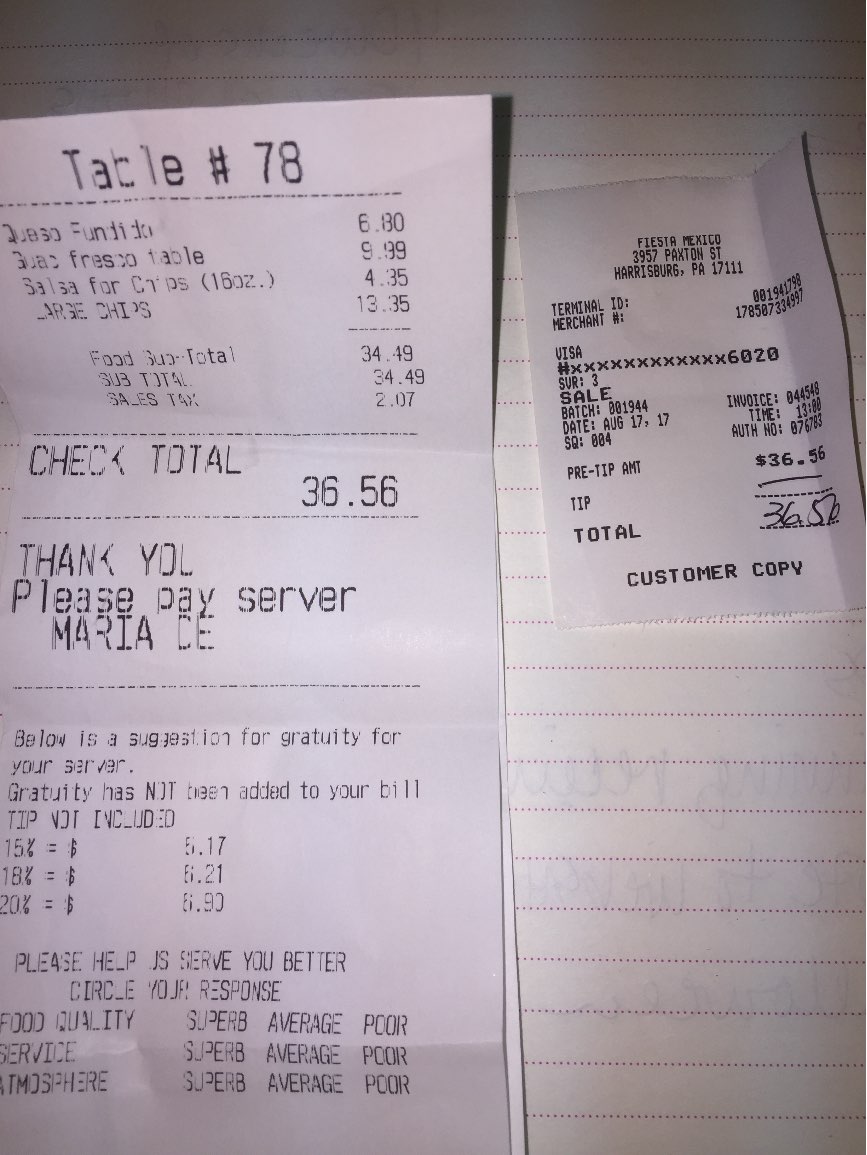 Table # 78
Queso Fundido 6.80
Guac fresco table 9.99
Salsa for Chips (16oz.) 4.35
LARGE CHIPS 13.35
Food Sub-Total 34.49
SUB TOTAL 34.49
SALES TAX 2.07
CHECK TOTAL
36.56
THANK YOU
Please pay server
MARIA DE
Below is a suggestion for gratuity for
your server.
Gratuity has NOT been added to your bill
TIP NOT INCLUDED
15% = $ 5.17
18% = $ 6.21
20% = $ 6.90
PLEASE HELP US SERVE YOU BETTER
CIRCLE YOUR RESPONSE
FOOD QUALITY SUPERB AVERAGE POOR
SERVICE SUPERB AVERAGE POOR
ATMOSPHERE SUPERB AVERAGE POOR
FIESTA MEXICO
3957 PAXTON ST
HARRISBURG, PA 17111
TERMINAL ID: 001941798
MERCHANT #: 178507334997
VISA
#XXXXXXXXXXXX6020
SVR: 3
SALE
BATCH: 001944 INVOICE: 044548
DATE: AUG 17, 17 TIME: 13:00
SQ: 004 AUTH NO: 076783
PRE-TIP AMT $36.56
TIP
TOTAL 36.56
CUSTOMER COPY